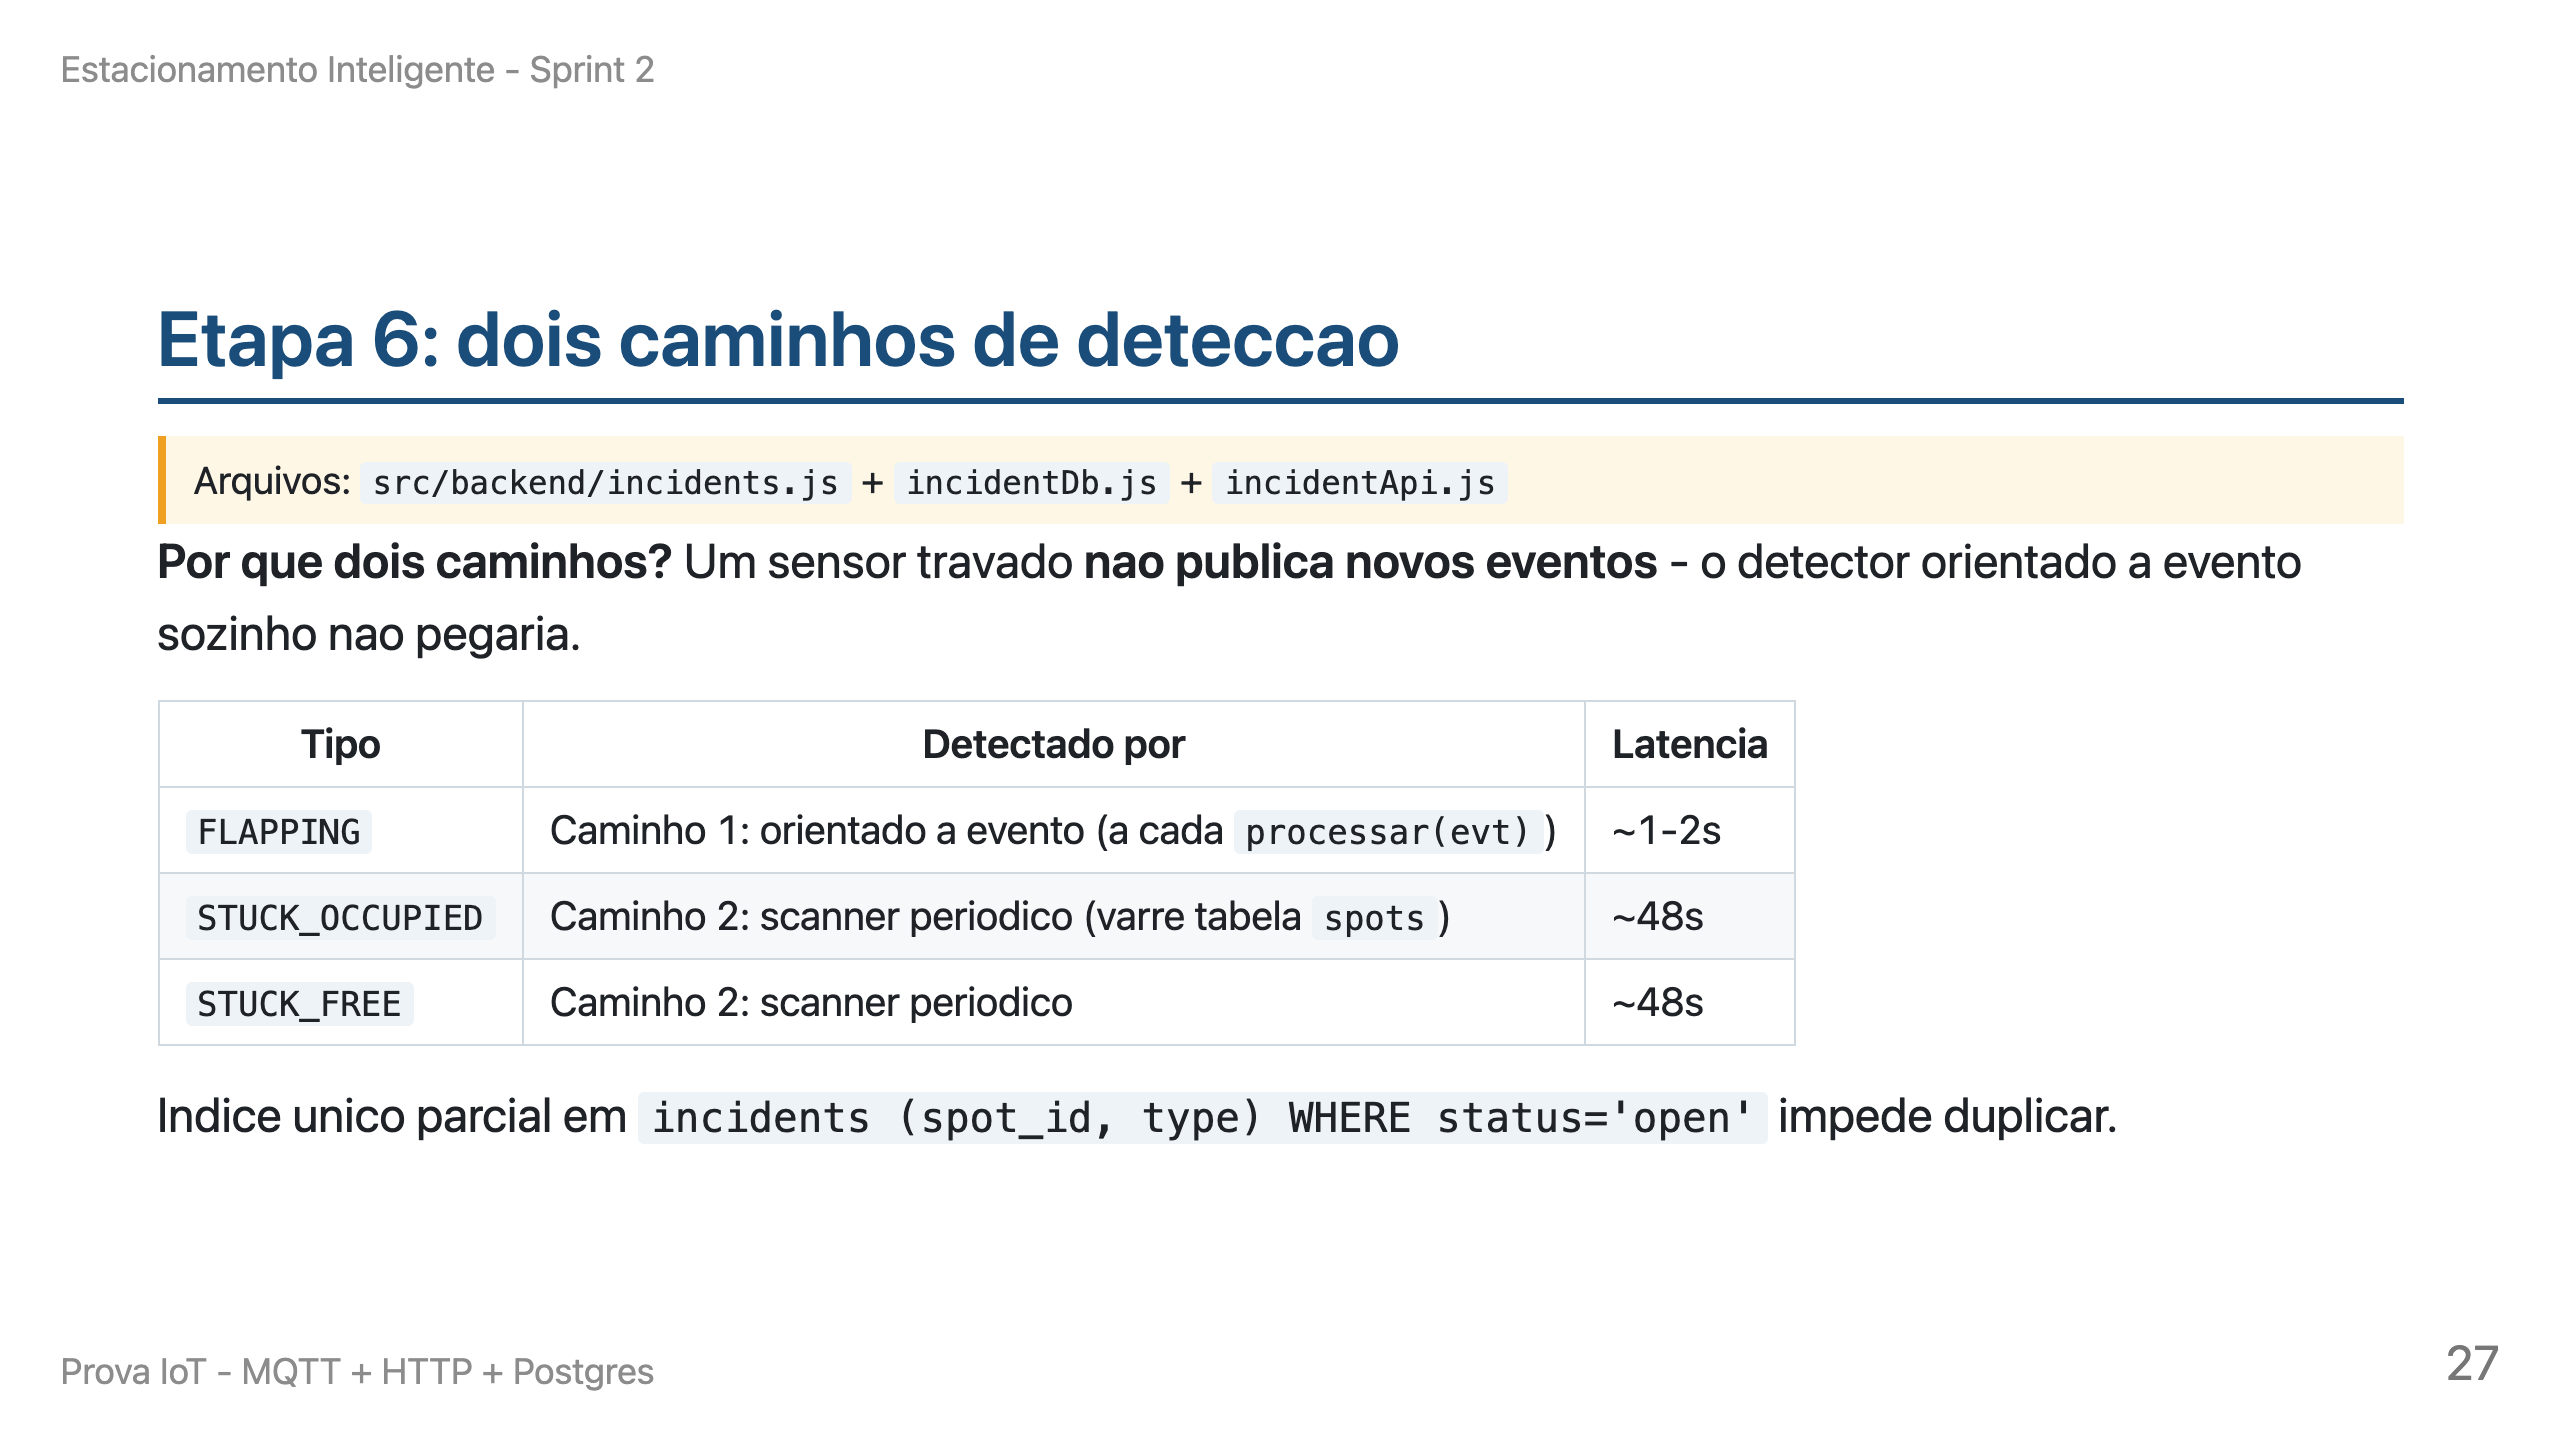 Estacionamento Inteligente - Sprint 2
Etapa 6: dois caminhos de deteccao
Arquivos: src/backend/incidents.js + incidentDb.js + incidentApi.js
Por que dois caminhos? Um sensor travado nao publica novos eventos - o detector orientado a evento
sozinho nao pegaria.
Tipo Detectado por Latencia
FLAPPING Caminho 1: orientado a evento (a cada processar(evt) ) ~1-2s
STUCK_OCCUPIED Caminho 2: scanner periodico (varre tabela spots ) ~48s
STUCK_FREE Caminho 2: scanner periodico ~48s
Indice unico parcial em incidents (spot_id, type) WHERE status='open' impede duplicar.
Prova IoT - MQTT + HTTP + Postgres
27